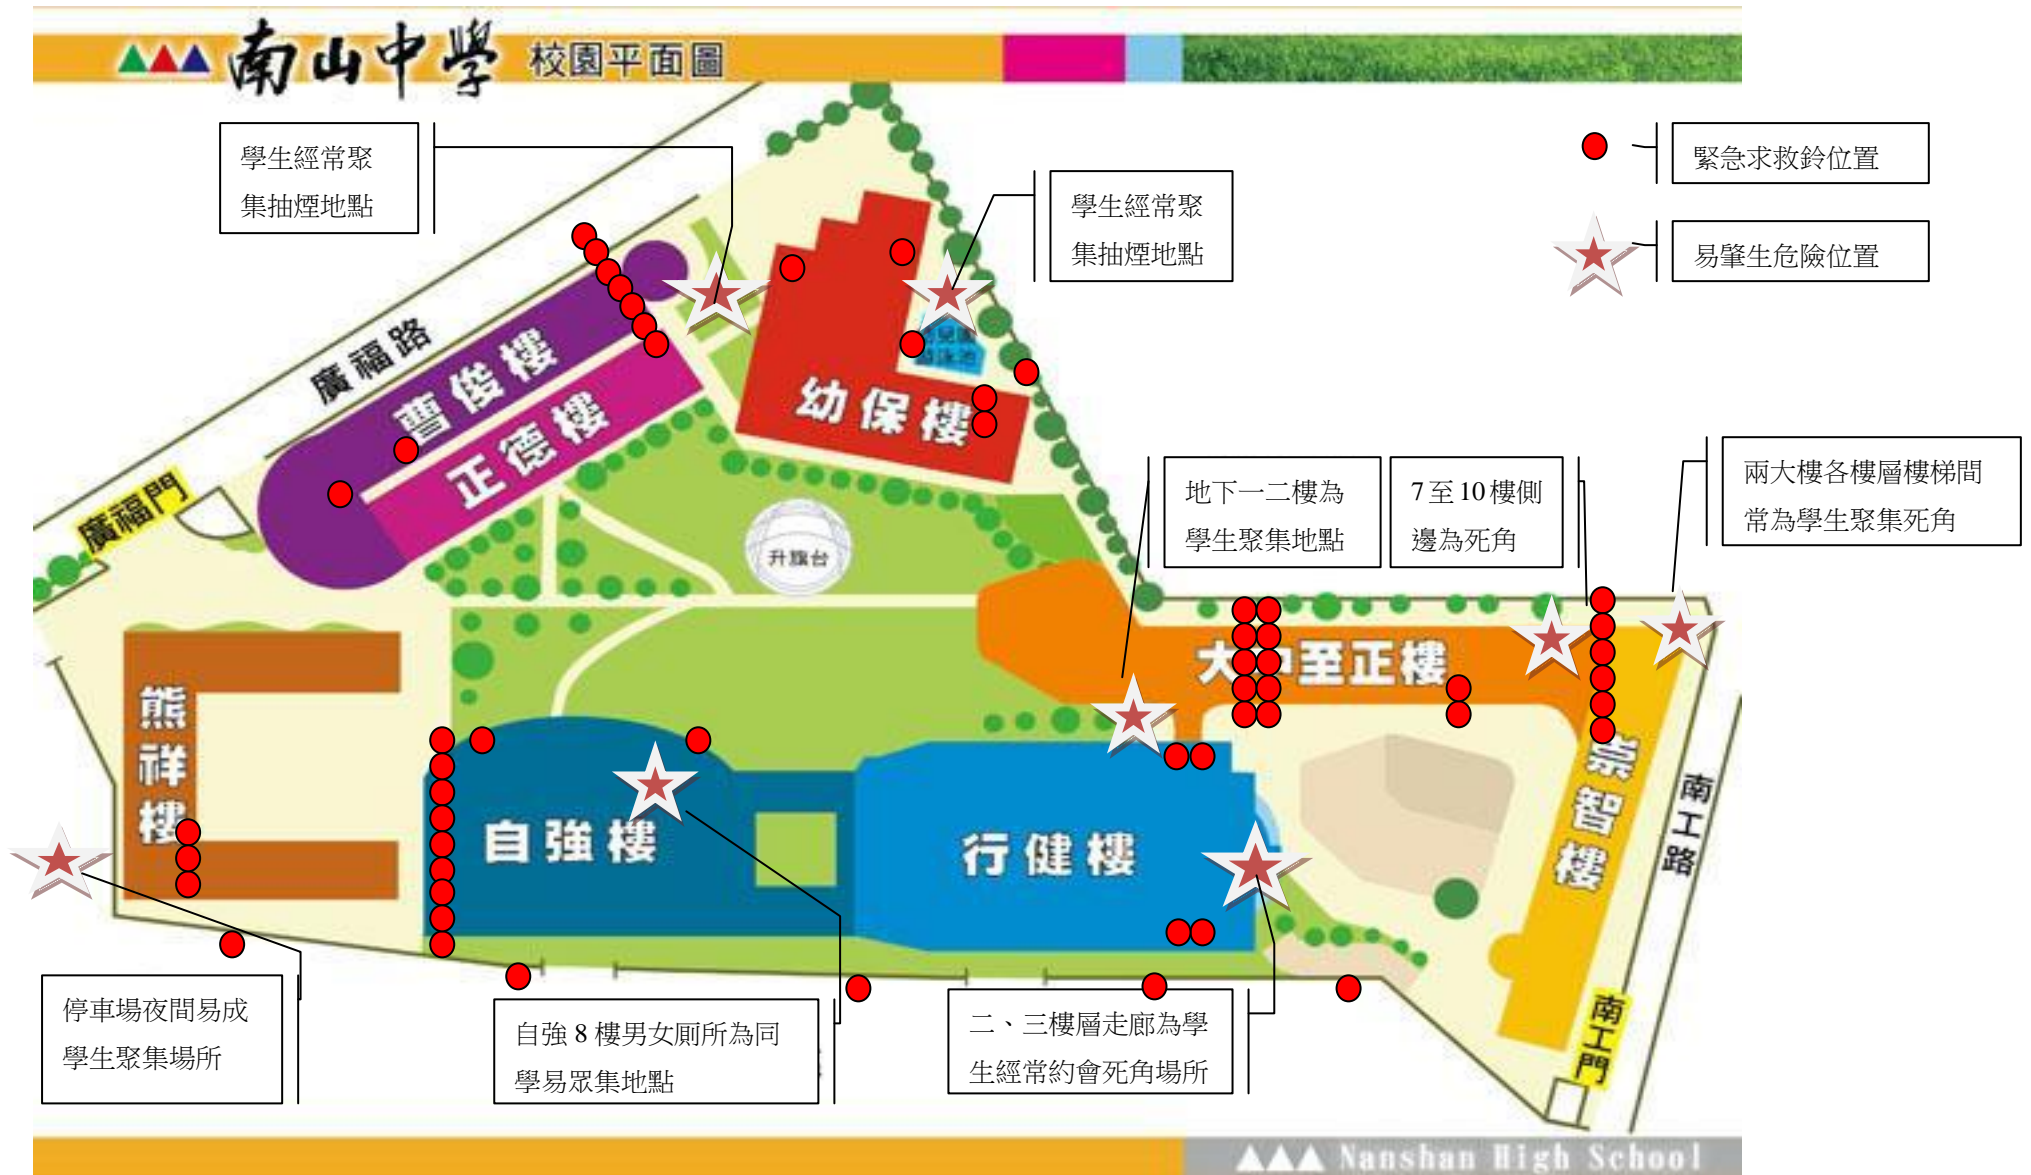 南山中學 校園平面圖
學生經常聚
集抽煙地點
學生經常聚
集抽煙地點
緊急求救鈴位置
易肇生危險位置
廣福路
曹俊樓
正德樓
幼保樓
廣福門
升旗台
地下一二樓為
學生聚集地點
7至10樓側
邊為死角
兩大樓各樓層樓梯間
常為學生聚集死角
大中至正樓
熊祥樓
自強樓
行健樓
崇智樓
南工路
南工門
停車場夜間易成
學生聚集場所
自強8樓男女廁所為同
學易眾集地點
二、三樓層走廊為學
生經常約會死角場所
Nanshan High School